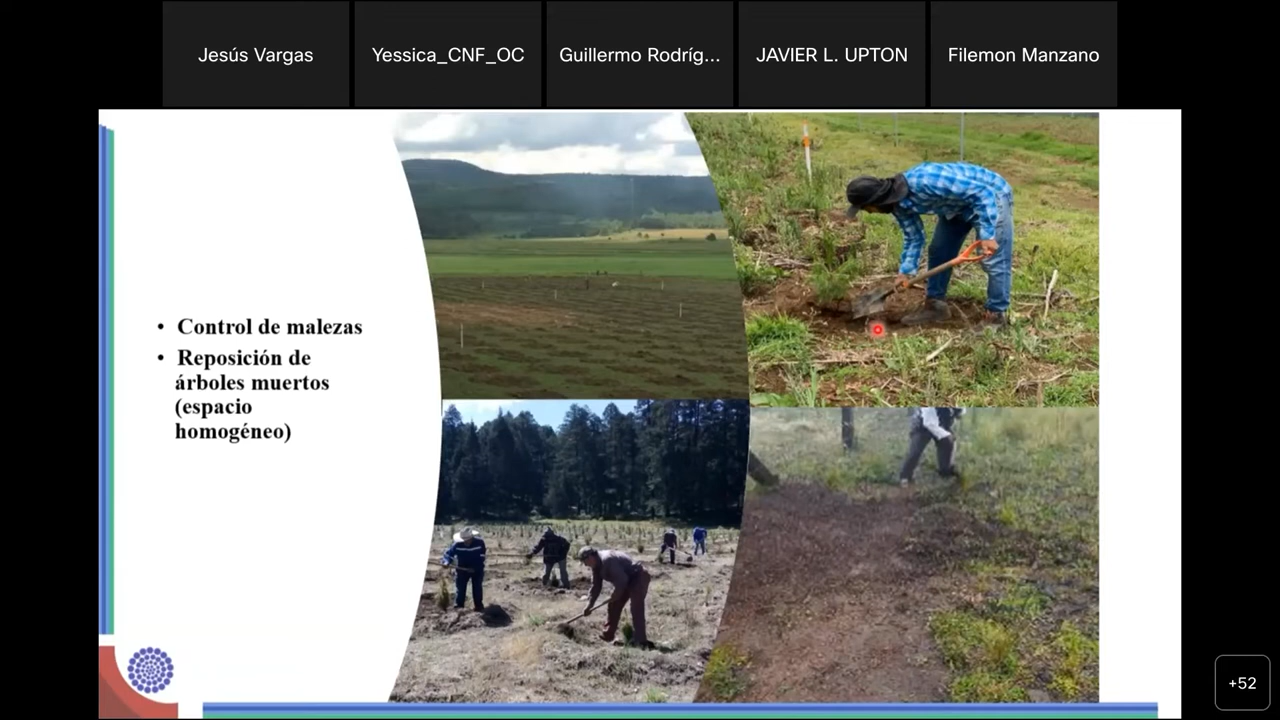 Jesús Vargas
Yessica_CNF_OC
Guillermo Rodríg...
JAVIER L. UPTON
Filemon Manzano
• Control de malezas
• Reposición de
árboles muertos
(espacio
homogéneo)
+52